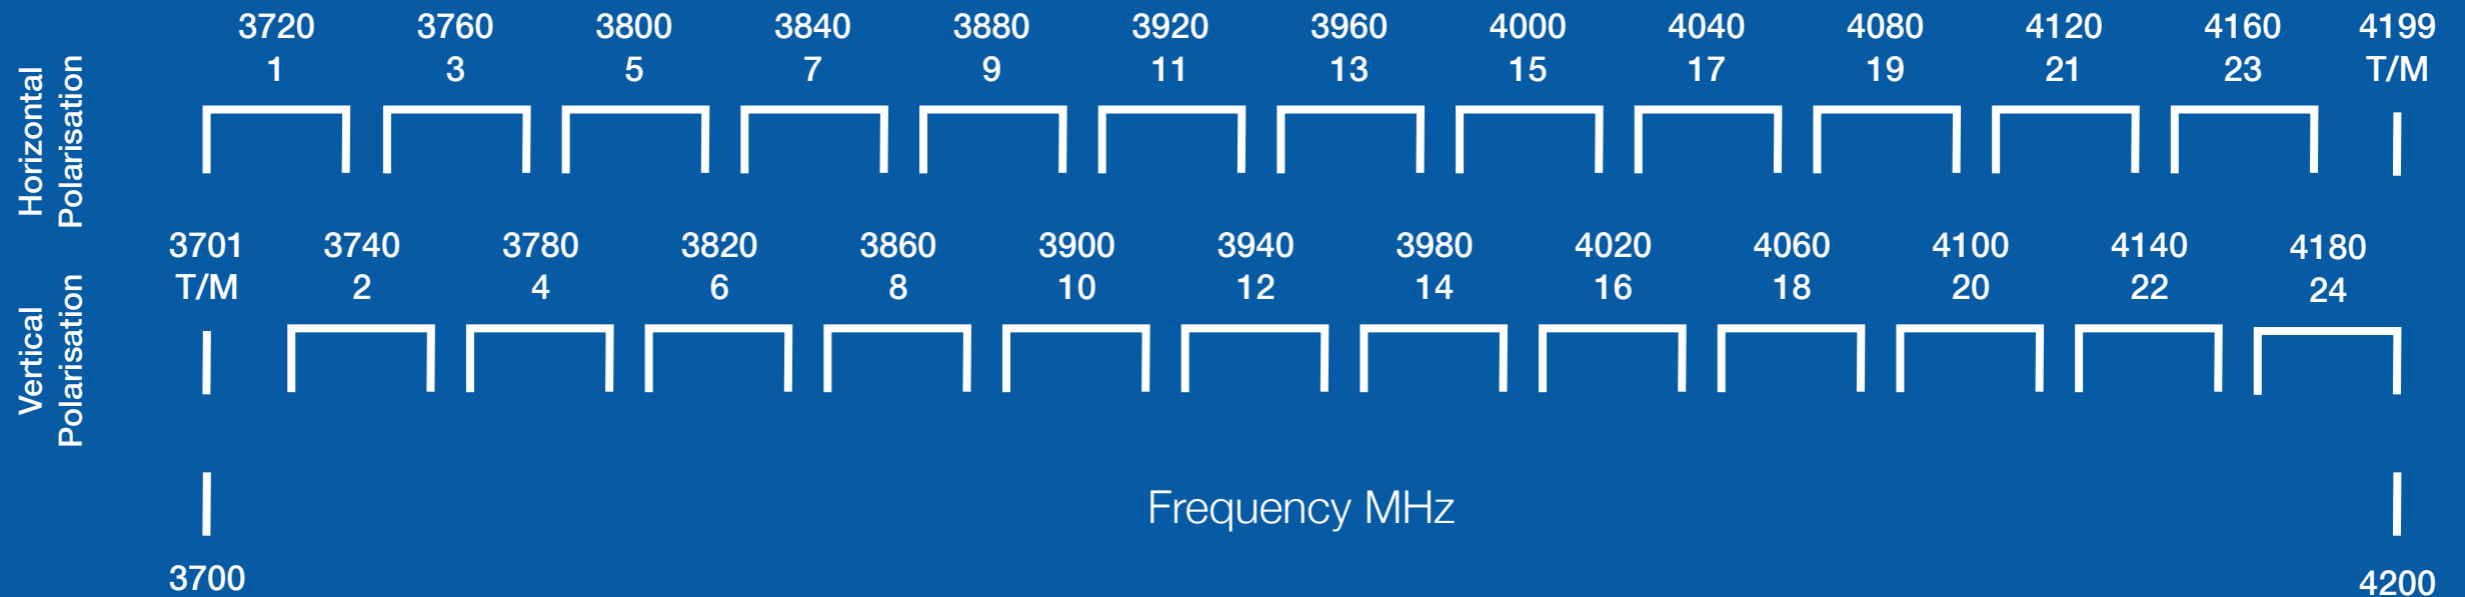 Horizontal
Polarisation
3720 3760 3800 3840 3880 3920 3960 4000 4040 4080 4120 4160 4199
1 3 5 7 9 11 13 15 17 19 21 23 T/M
Vertical
Polarisation
3701 3740 3780 3820 3860 3900 3940 3980 4020 4060 4100 4140 4180
T/M 2 4 6 8 10 12 14 16 18 20 22 24
Frequency MHz
3700 4200